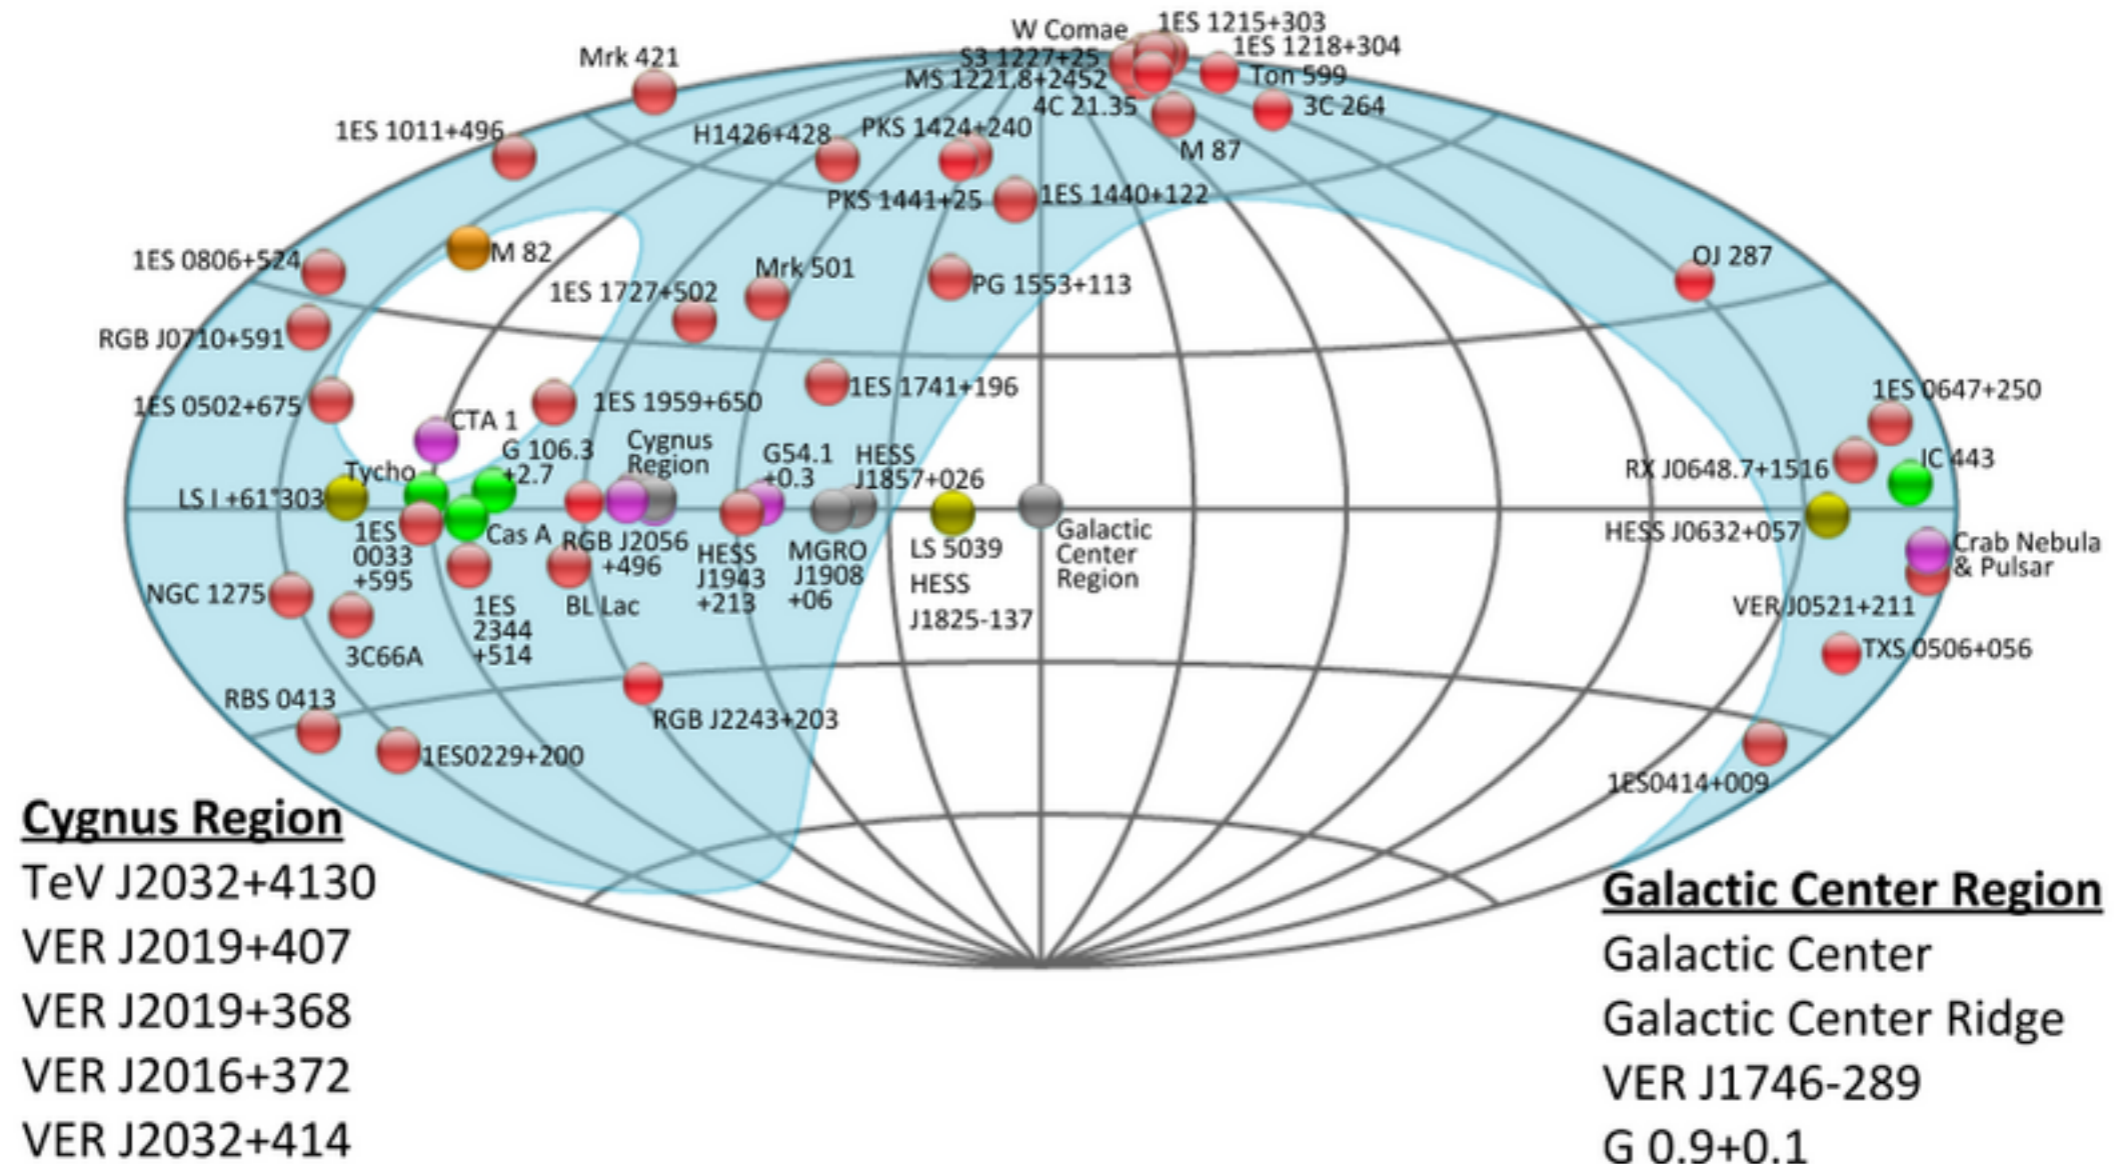 W Comae
1ES 1215+303
Mrk 421
S3 1227+25
1ES 1218+304
MS 1221.8+2452
Ton 599
4C 21.35
3C 264
1ES 1011+496
H1426+428
PKS 1424+240
M 87
PKS 1441+25
1ES 1440+122
1ES 0806+524
M 82
Mrk 501
OJ 287
1ES 1727+502
PG 1553+113
RGB J0710+591
1ES 0502+675
1ES 1959+650
1ES 1741+196
1ES 0647+250
CTA 1
G 106.3
+2.7
Cygnus
Region
G54.1
+0.3
HESS
J1857+026
Tycho
RX J0648.7+1516
IC 443
LS I +61°303
1ES
0033
+595
Cas A
RGB J2056
+496
HESS
J1943
+213
MGRO
J1908
+06
LS 5039
HESS
J1825-137
Galactic
Center
Region
HESS J0632+057
Crab Nebula
& Pulsar
NGC 1275
3C66A
1ES
2344
+514
BL Lac
VER J0521+211
TXS 0506+056
RBS 0413
RGB J2243+203
1ES0229+200
1ES0414+009
Cygnus Region
TeV J2032+4130
VER J2019+407
VER J2019+368
VER J2016+372
VER J2032+414
Galactic Center Region
Galactic Center
Galactic Center Ridge
VER J1746-289
G 0.9+0.1